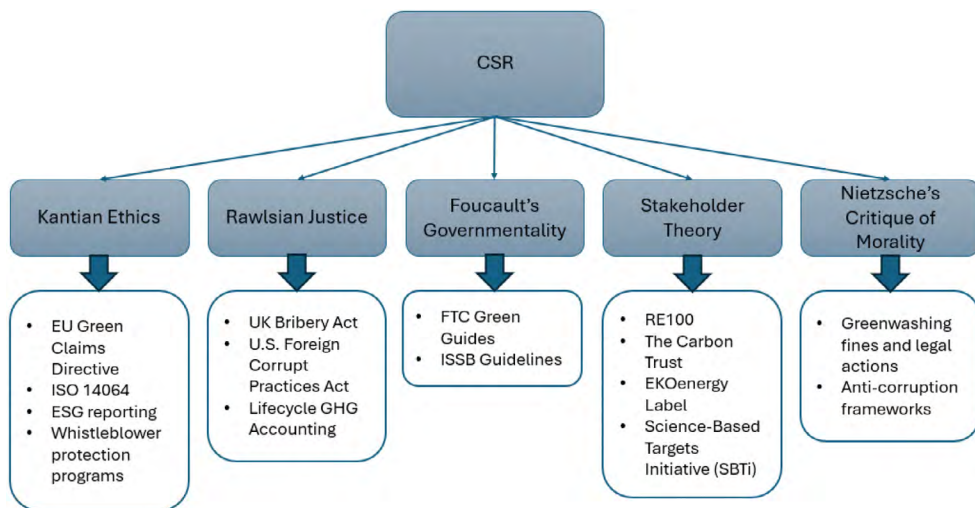 CSR
Kantian Ethics
Rawlsian Justice
Foucault's
Governmentality
Stakeholder
Theory
Nietzsche's
Critique of
Morality
• EU Green
Claims
Directive
• ISO 14064
• ESG reporting
• Whistleblower
protection
programs
• UK Bribery Act
• U.S. Foreign
Corrupt
Practices Act
• Lifecycle GHG
Accounting
• FTC Green
Guides
• ISSB Guidelines
• RE100
• The Carbon
Trust
• EKOenergy
Label
• Science-Based
Targets
Initiative (SBTi)
• Greenwashing
fines and legal
actions
• Anti-corruption
frameworks